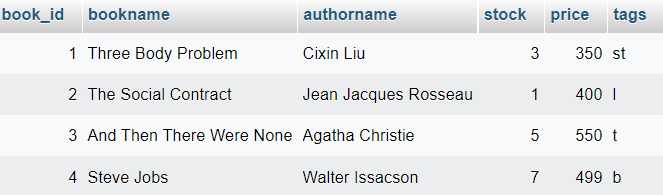 book_id bookname authorname stock price tags
1 Three Body Problem Cixin Liu 3 350 st
2 The Social Contract Jean Jacques Rosseau 1 400 l
3 And Then There Were None Agatha Christie 5 550 t
4 Steve Jobs Walter Issacson 7 499 b